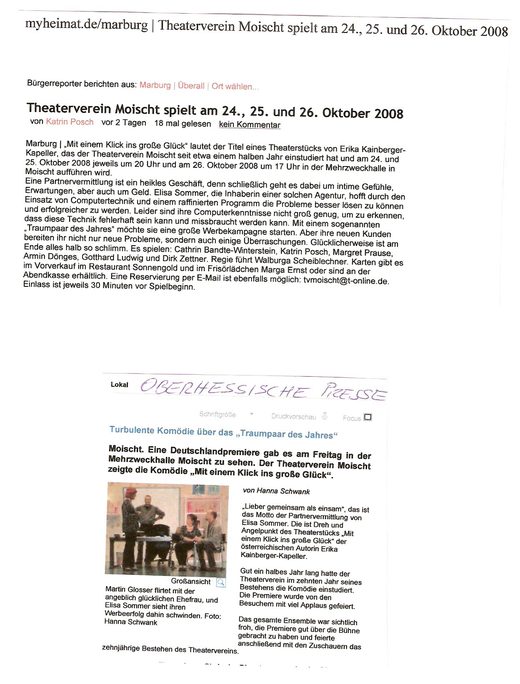 myheimat.de/marburg | Theaterverein Moischt spielt am 24., 25. und 26. Oktober 2008
Bürgerreporter berichten aus: Marburg | Überall | Ort wählen...
Theaterverein Moischt spielt am 24., 25. und 26. Oktober 2008
von Katrin Posch vor 2 Tagen 18 mal gelesen kein Kommentar
Marburg | „Mit einem Klick ins große Glück" lautet der Titel eines Theaterstücks von Erika Kainberger-
Kapeller, das der Theaterverein Moischt seit etwa einem halben Jahr einstudiert hat und am 24. und
25. Oktober 2008 jeweils um 20 Uhr und am 26. Oktober 2008 um 17 Uhr in der Mehrzweckhalle in
Moischt aufführen wird.
Eine Partnervermittlung ist ein heikles Geschäft, denn schließlich geht es dabei um intime Gefühle,
Erwartungen, aber auch um Geld. Elisa Sommer, die Inhaberin einer solchen Agentur, hofft durch den
Einsatz von Computertechnik und einem raffinierten Programm die Probleme besser lösen zu können
und erfolgreicher zu werden. Leider sind ihre Computerkenntnisse nicht groß genug, um zu erkennen,
dass diese Technik fehlerhaft sein kann und missbraucht werden kann. Mit einem sogenannten
„Traumpaar des Jahres" möchte sie eine große Werbekampagne starten. Aber ihre neuen Kunden
bereiten ihr nicht nur neue Probleme, sondern auch einige Überraschungen. Glücklicherweise ist am
Ende alles halb so schlimm. Es spielen: Cathrin Bandte-Winterstein, Katrin Posch, Margret Prause,
Armin Dönges, Gotthard Ludwig und Dirk Zettner. Regie führt Walburga Scheiblechner. Karten gibt es
im Vorverkauf im Restaurant Sonnengold und im Frisörlädchen Marga Ernst oder sind an der
Abendkasse erhältlich. Eine Reservierung per E-Mail ist ebenfalls möglich: tvmoischt@t-online.de.
Einlass ist jeweils 30 Minuten vor Spielbeginn.
Lokal OBERHESSISCHE PRESSE
Schriftgröße Druckvorschau Focus
Turbulente Komödie über das „Traumpaar des Jahres"
Moischt. Eine Deutschlandpremiere gab es am Freitag in der
Mehrzweckhalle Moischt zu sehen. Der Theaterverein Moischt
zeigte die Komödie „Mit einem Klick ins große Glück".
von Hanna Schwank
„Lieber gemeinsam als einsam", das ist
das Motto der Partnervermittlung von
Elisa Sommer. Die ist Dreh und
Angelpunkt des Theaterstücks „Mit
einem Klick ins große Glück" der
österreichischen Autorin Erika
Kainberger-Kapeller.
Gut ein halbes Jahr lang hatte der
Theaterverein im zehnten Jahr seines
Bestehens die Komödie einstudiert.
Die Premiere wurde von den
Besuchern mit viel Applaus gefeiert.
Das gesamte Ensemble war sichtlich
froh, die Premiere gut über die Bühne
gebracht zu haben und feierte
anschließend mit den Zuschauern das
zehnjährige Bestehen des Theatervereins.
Großansicht
Martin Glosser flirtet mit der
angeblich glücklichen Ehefrau, und
Elisa Sommer sieht ihren
Werbeerfolg dahin schwinden. Foto:
Hanna Schwank